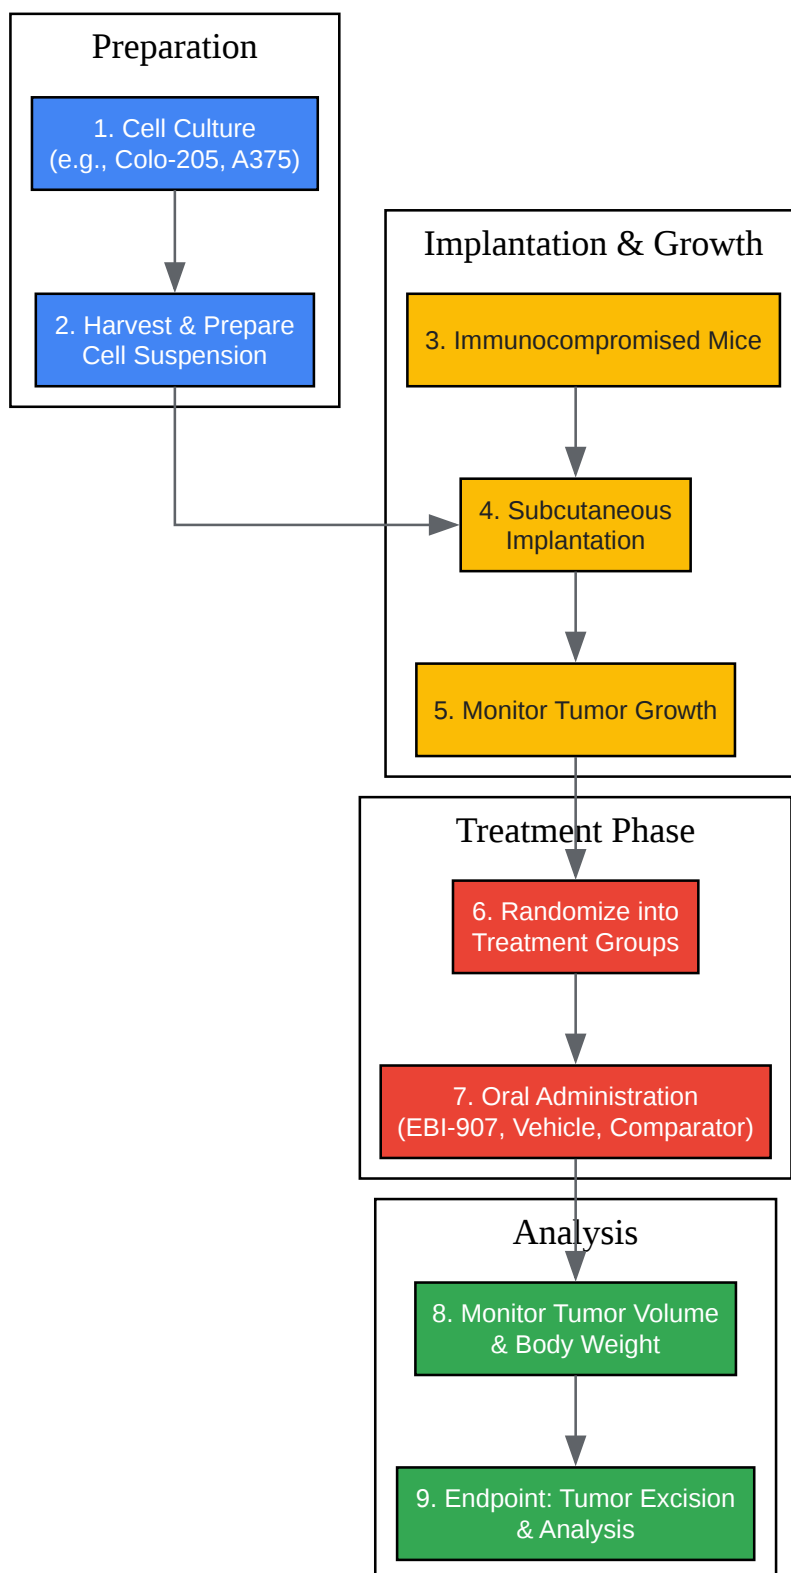 Preparation
1. Cell Culture
(e.g., Colo-205, A375)
2. Harvest & Prepare
Cell Suspension
Implantation & Growth
3. Immunocompromised Mice
4. Subcutaneous
Implantation
5. Monitor Tumor Growth
Treatment Phase
6. Randomize into
Treatment Groups
7. Oral Administration
(EBI-907, Vehicle, Comparator)
Analysis
8. Monitor Tumor Volume
& Body Weight
9. Endpoint: Tumor Excision
& Analysis